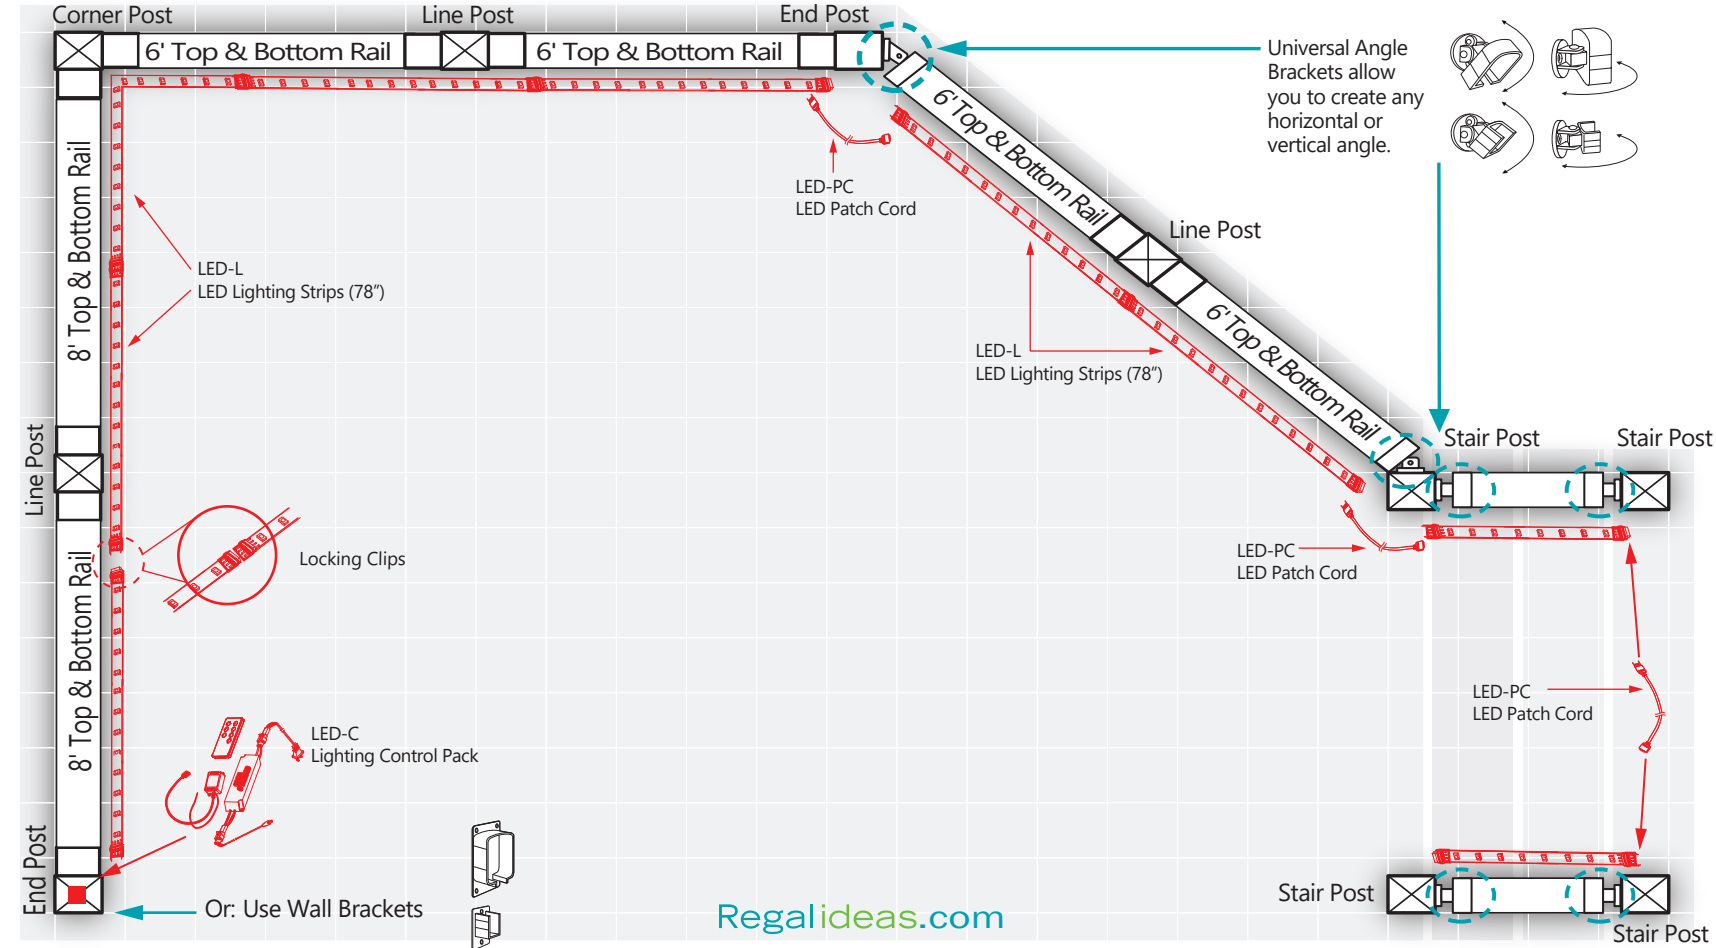 Corner Post
Line Post
End Post
6' Top & Bottom Rail
6' Top & Bottom Rail
Universal Angle
Brackets allow
you to create any
horizontal or
vertical angle.
6' Top & Bottom Rail
8' Top & Bottom Rail
LED-PC
LED Patch Cord
Line Post
LED-L
LED Lighting Strips (78")
6' Top & Bottom Rail
LED-L
LED Lighting Strips (78")
Line Post
Stair Post
Stair Post
Locking Clips
LED-PC
LED Patch Cord
8' Top & Bottom Rail
LED-PC
LED Patch Cord
LED-C
Lighting Control Pack
End Post
Or: Use Wall Brackets
Regalideas.com
Stair Post
Stair Post